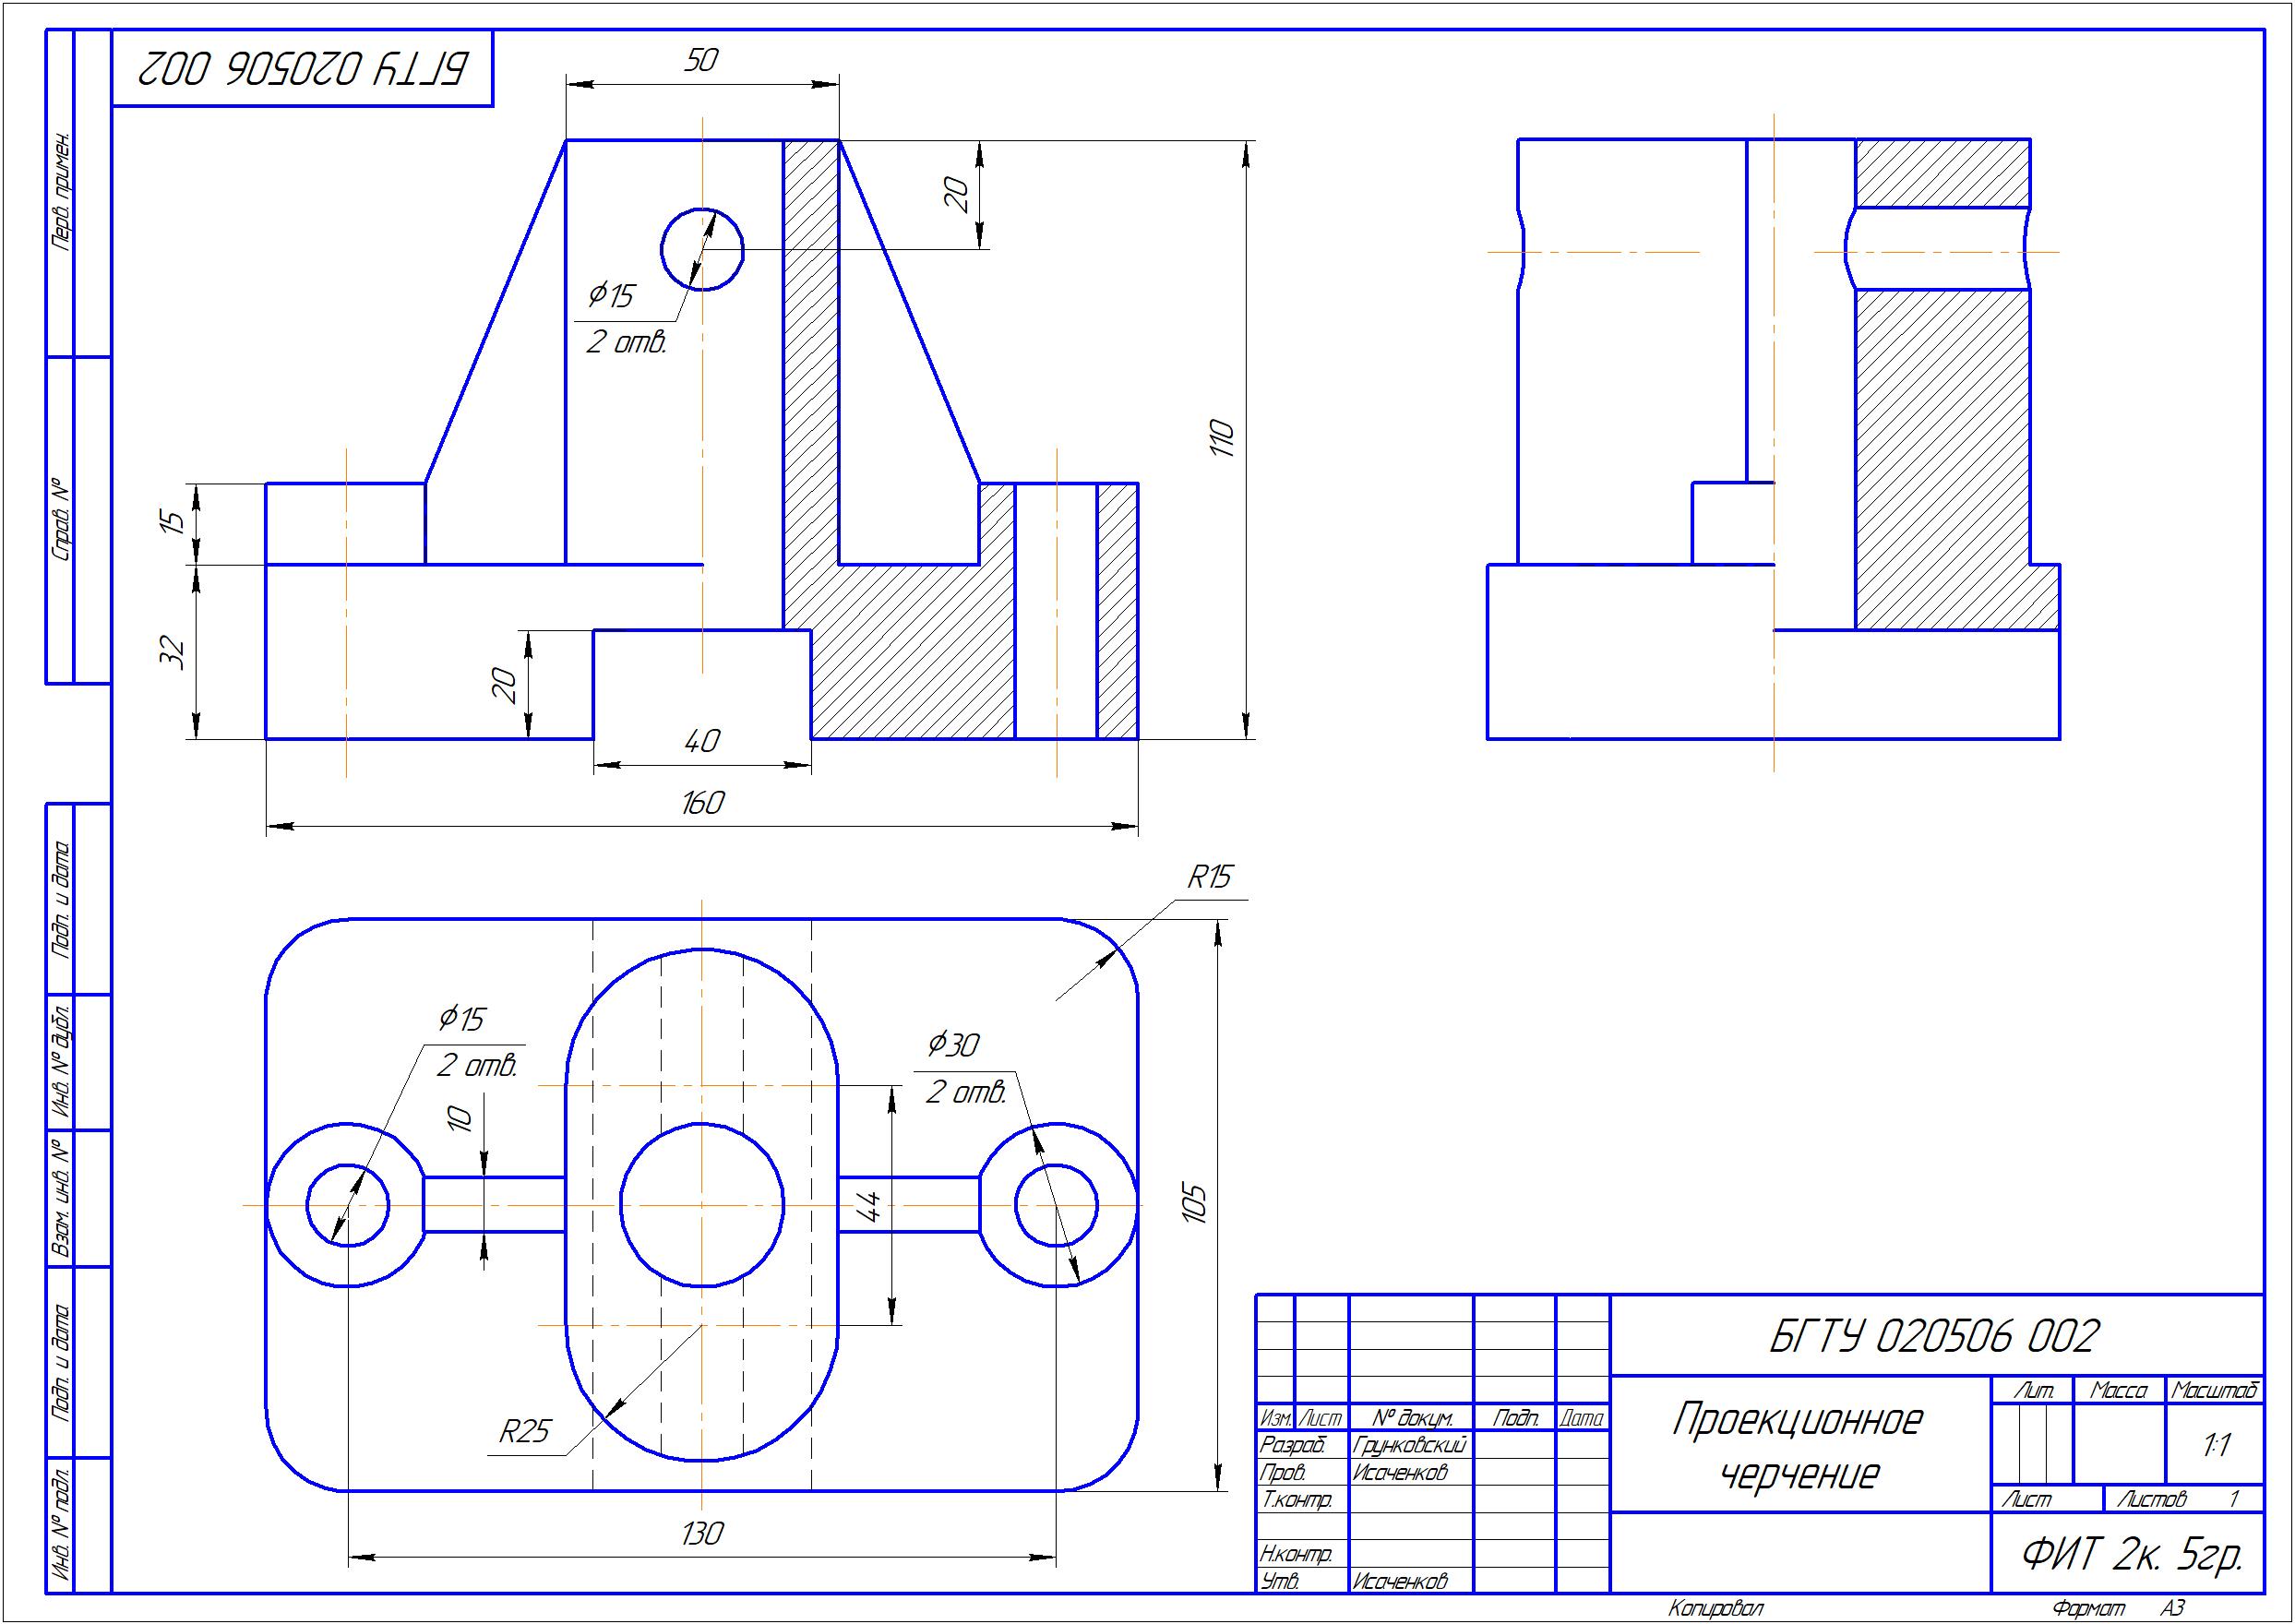 БГТУ 020506 002
Перв. примен.
Справ. №
Подп. и дата
Инв. № дубл.
Взам. инв. №
Подп. и дата
Инв. № подл.
50
20
110
⌀15
2 отв.
15
32
20
40
160
R15
⌀15
2 отв.
10
⌀30
2 отв.
44
105
R25
130
БГТУ 020506 002
Проекционное
черчение
Лит. Масса Масштаб
1:1
Лист Листов 1
ФИТ 2к. 5гр.
Изм. Лист № докум. Подп. Дата
Разраб. Грунковский
Пров. Исаченков
Т.контр.
Н.контр.
Утв. Исаченков
Копировал Формат А3